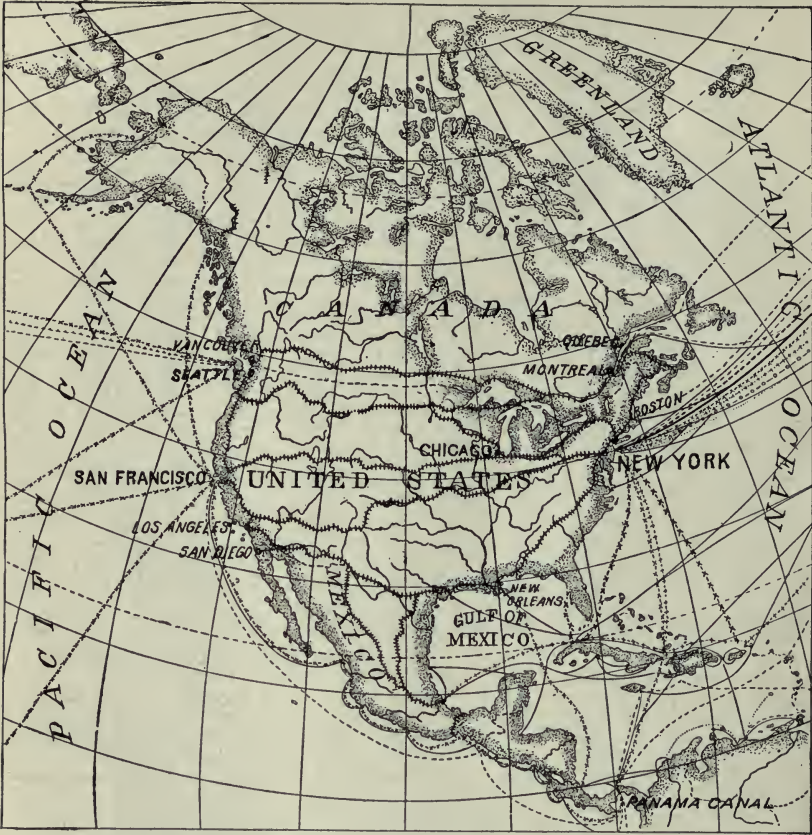 GREENLAND
ATLANTIC OCEAN
PACIFIC OCEAN
CANADA
VANCOUVER
QUEBEC
SEATTLE
MONTREAL
BOSTON
CHICAGO
NEW YORK
SAN FRANCISCO
UNITED STATES
LOS ANGELES
SAN DIEGO
MEXICO
NEW
ORLEANS
GULF OF
MEXICO
PANAMA CANAL